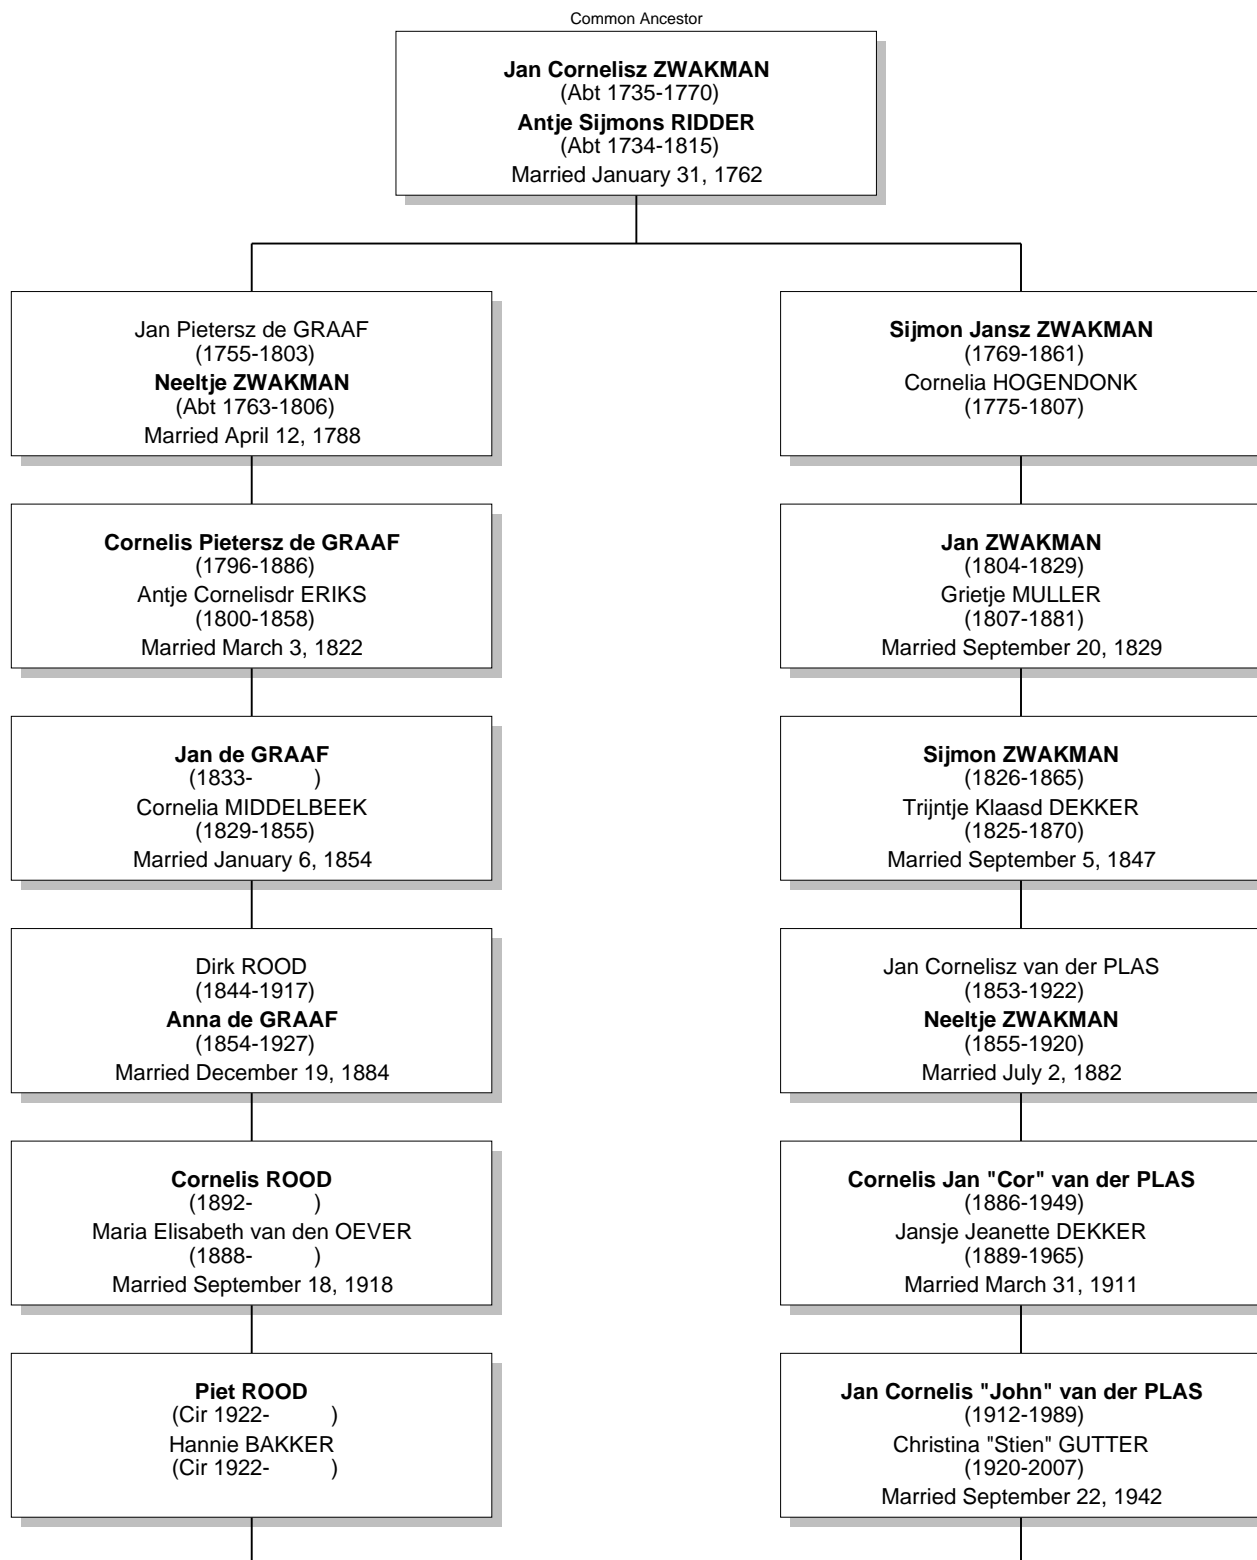 Common Ancestor
Jan Cornelisz ZWAKMAN
(Abt 1735-1770)
Antje Sijmons RIDDER
(Abt 1734-1815)
Married January 31, 1762
Jan Pietersz de GRAAF
(1755-1803)
Neeltje ZWAKMAN
(Abt 1763-1806)
Married April 12, 1788
Sijmon Jansz ZWAKMAN
(1769-1861)
Cornelia HOGENDONK
(1775-1807)
Cornelis Pietersz de GRAAF
(1796-1886)
Antje Cornelisdr ERIKS
(1800-1858)
Married March 3, 1822
Jan ZWAKMAN
(1804-1829)
Grietje MULLER
(1807-1881)
Married September 20, 1829
Jan de GRAAF
(1833- )
Cornelia MIDDELBEEK
(1829-1855)
Married January 6, 1854
Sijmon ZWAKMAN
(1826-1865)
Trijntje Klaasd DEKKER
(1825-1870)
Married September 5, 1847
Dirk ROOD
(1844-1917)
Anna de GRAAF
(1854-1927)
Married December 19, 1884
Jan Cornelisz van der PLAS
(1853-1922)
Neeltje ZWAKMAN
(1855-1920)
Married July 2, 1882
Cornelis ROOD
(1892- )
Maria Elisabeth van den OEVER
(1888- )
Married September 18, 1918
Cornelis Jan "Cor" van der PLAS
(1886-1949)
Jansje Jeanette DEKKER
(1889-1965)
Married March 31, 1911
Piet ROOD
(Cir 1922- )
Hannie BAKKER
(Cir 1922- )
Jan Cornelis "John" van der PLAS
(1912-1989)
Christina "Stien" GUTTER
(1920-2007)
Married September 22, 1942